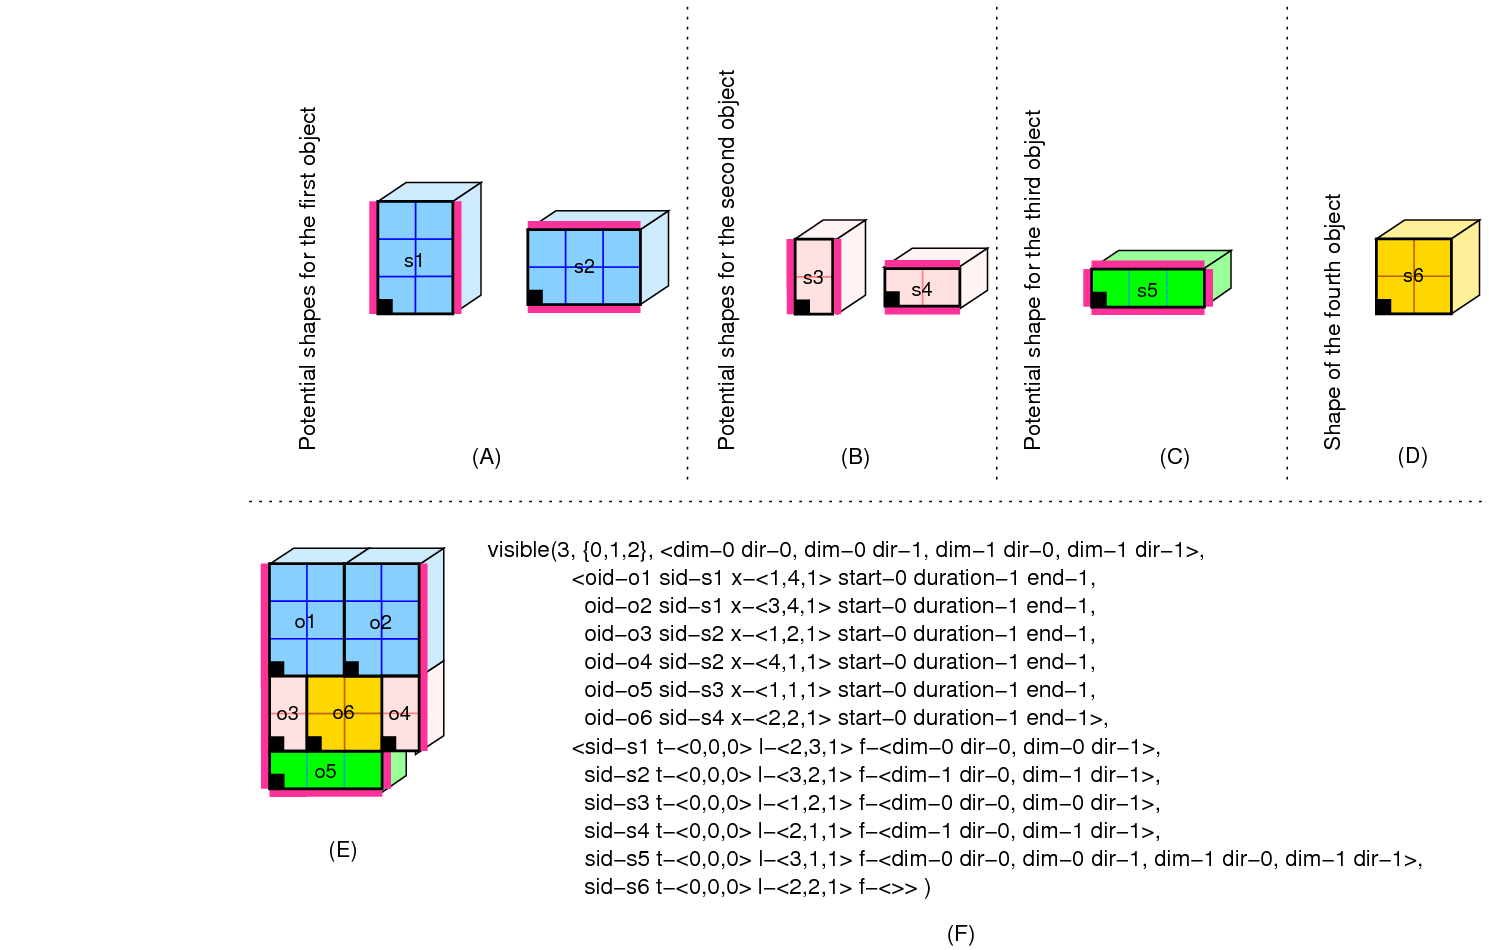 Potential shapes for the first object
s1
s2
(A)
Potential shapes for the second object
s3
s4
(B)
Potential shape for the third object
s5
(C)
Shape of the fourth object
s6
(D)
o1
o2
o3
o6
o4
o5
(E)
visible(3, {0,1,2}, <dim−0 dir−0, dim−0 dir−1, dim−1 dir−0, dim−1 dir−1>,
<oid−o1 sid−s1 x−<1,4,1> start−0 duration−1 end−1,
oid−o2 sid−s1 x−<3,4,1> start−0 duration−1 end−1,
oid−o3 sid−s2 x−<1,2,1> start−0 duration−1 end−1,
oid−o4 sid−s2 x−<4,1,1> start−0 duration−1 end−1,
oid−o5 sid−s3 x−<1,1,1> start−0 duration−1 end−1,
oid−o6 sid−s4 x−<2,2,1> start−0 duration−1 end−1>,
<sid−s1 t−<0,0,0> l−<2,3,1> f−<dim−0 dir−0, dim−0 dir−1>,
sid−s2 t−<0,0,0> l−<3,2,1> f−<dim−1 dir−0, dim−1 dir−1>,
sid−s3 t−<0,0,0> l−<1,2,1> f−<dim−0 dir−0, dim−0 dir−1>,
sid−s4 t−<0,0,0> l−<2,1,1> f−<dim−1 dir−0, dim−1 dir−1>,
sid−s5 t−<0,0,0> l−<3,1,1> f−<dim−0 dir−0, dim−0 dir−1, dim−1 dir−0, dim−1 dir−1>,
sid−s6 t−<0,0,0> l−<2,2,1> f−<>> )
(F)